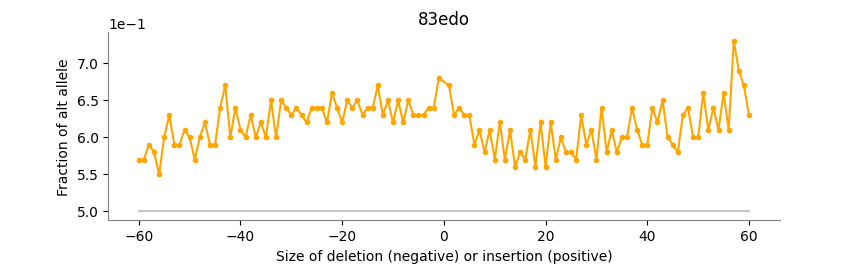 83edo
1e−1
Fraction of alt allele
7.0
6.5
6.0
5.5
5.0
−60 −40 −20 0 20 40 60
Size of deletion (negative) or insertion (positive)